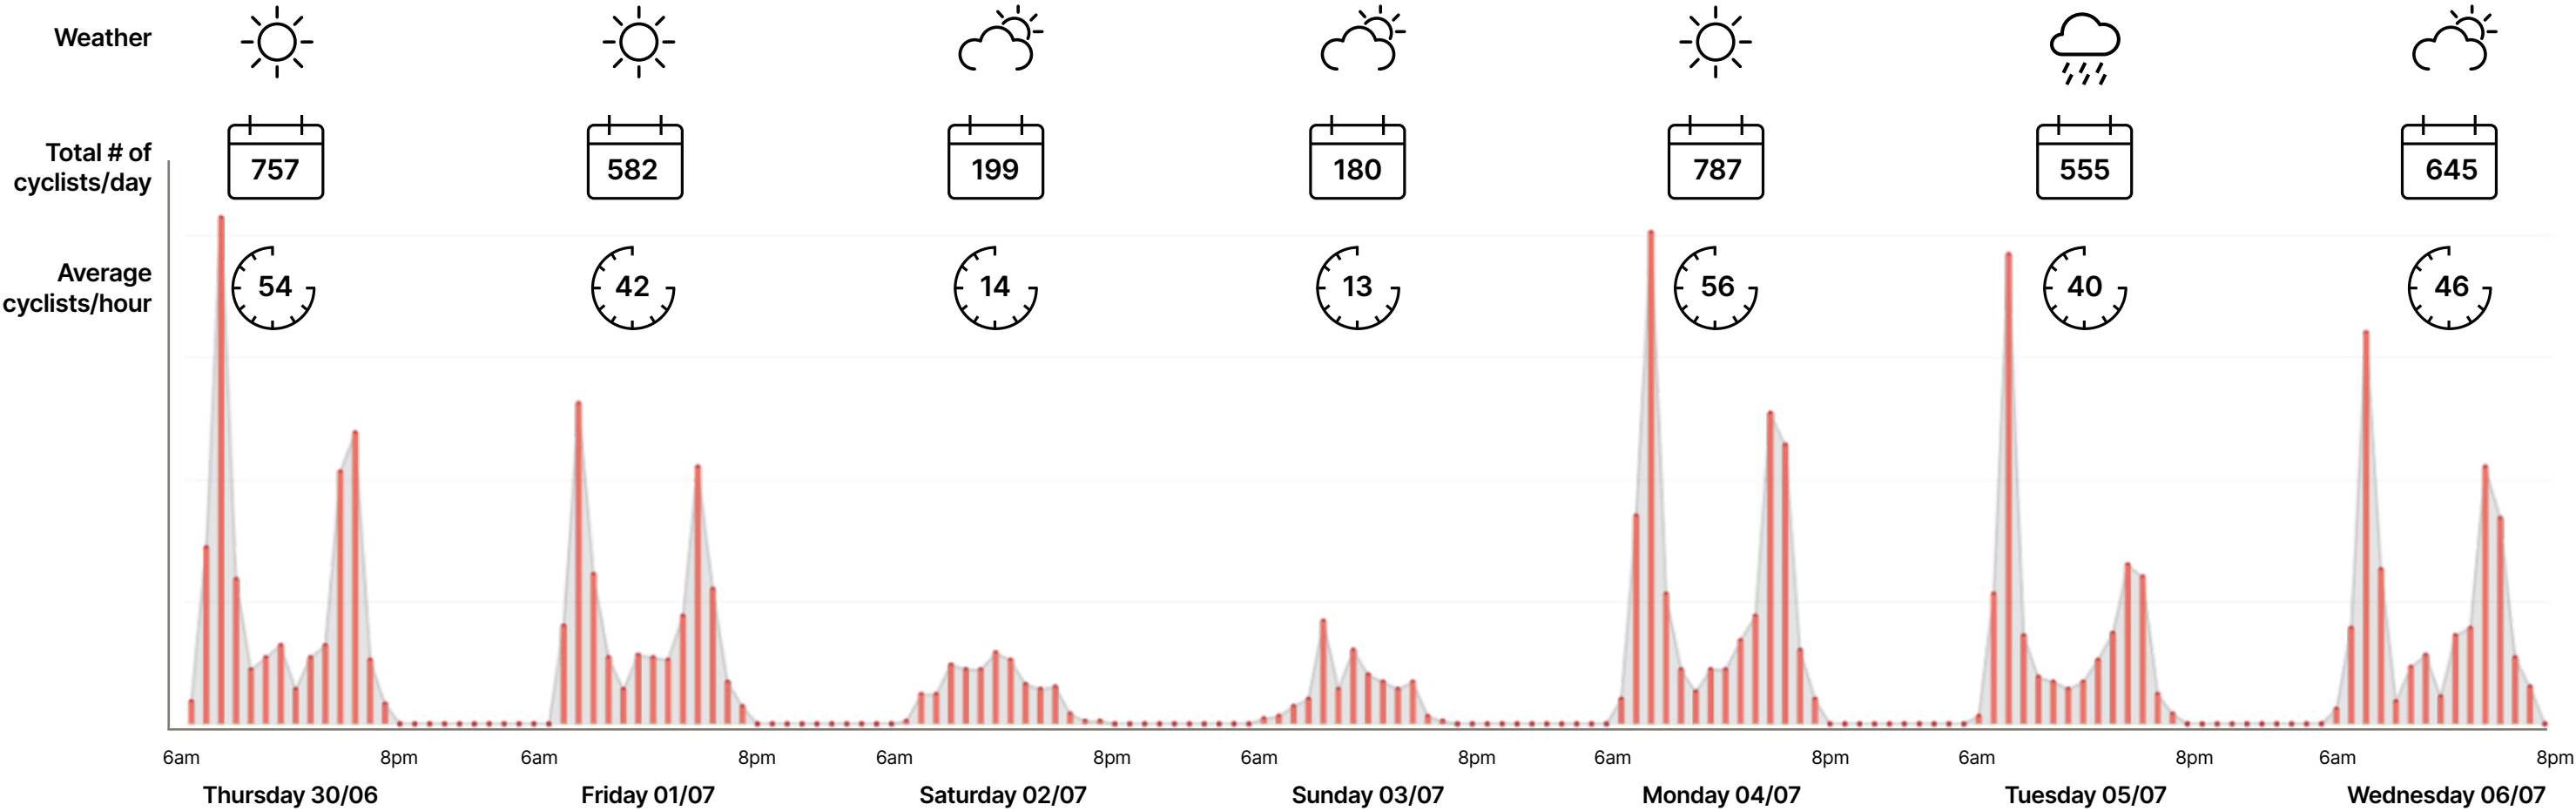 Weather
Total # of
cyclists/day
757 582 199 180 787 555 645
Average
cyclists/hour
54 42 14 13 56 40 46
6am 8pm 6am 8pm 6am 8pm 6am 8pm 6am 8pm 6am 8pm 6am 8pm
Thursday 30/06 Friday 01/07 Saturday 02/07 Sunday 03/07 Monday 04/07 Tuesday 05/07 Wednesday 06/07